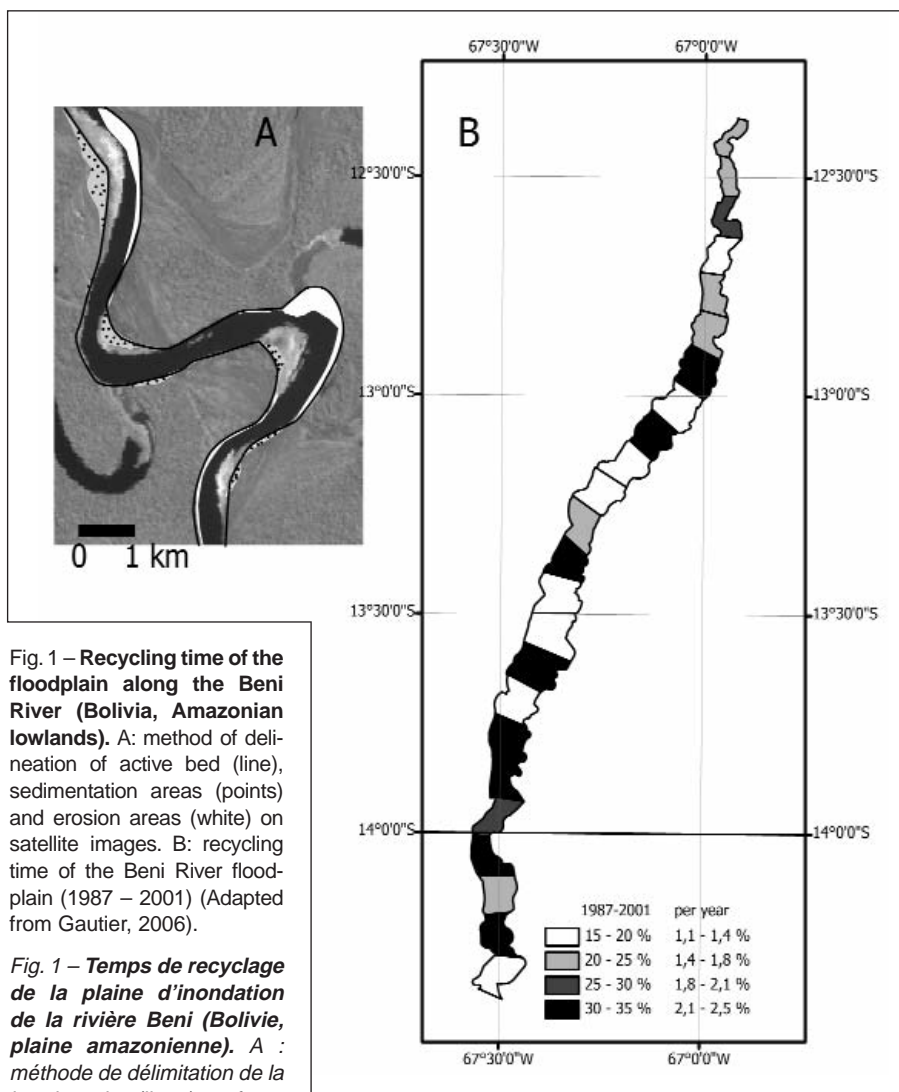 67°30'0"W 67°0'0"W
A
B
12°30'0"S 12°30'0"S
13°0'0"S 13°0'0"S
0 1 km
13°30'0"S 13°30'0"S
14°0'0"S 14°0'0"S
1987-2001 per year
15 - 20 % 1,1 - 1,4 %
20 - 25 % 1,4 - 1,8 %
25 - 30 % 1,8 - 2,1 %
30 - 35 % 2,1 - 2,5 %
67°30'0"W 67°0'0"W
Fig. 1 – Recycling time of the
floodplain along the Beni
River (Bolivia, Amazonian
lowlands). A: method of deli-
neation of active bed (line),
sedimentation areas (points)
and erosion areas (white) on
satellite images. B: recycling
time of the Beni River flood-
plain (1987 – 2001) (Adapted
from Gautier, 2006).
Fig. 1 – Temps de recyclage
de la plaine d'inondation
de la rivière Beni (Bolivie,
plaine amazonienne). A :
méthode de délimitation de la